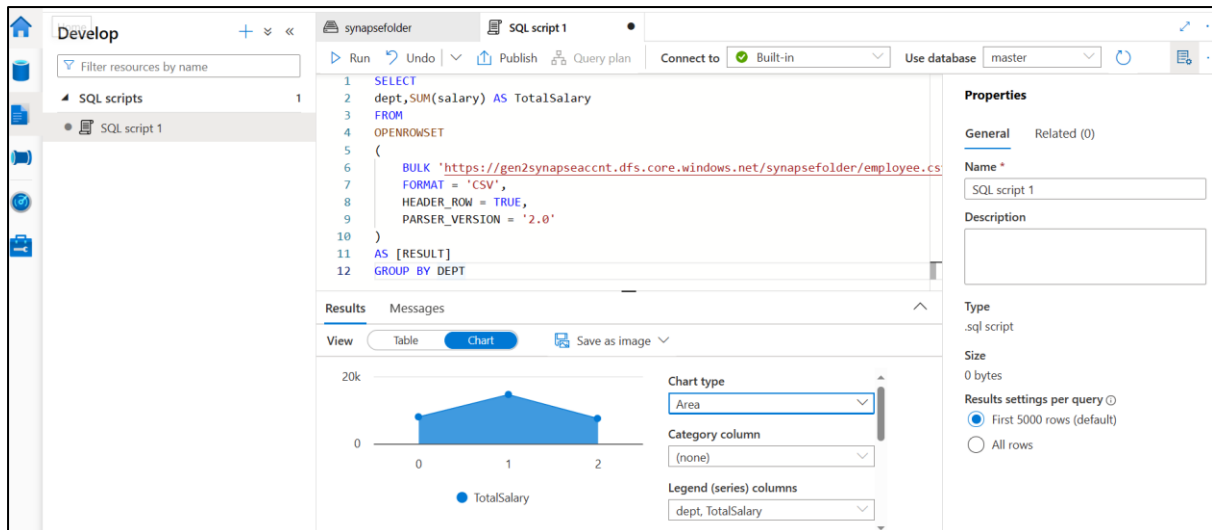 Develop
Filter resources by name
SQL scripts 1
SQL script 1
synapsefolder
SQL script 1
Run Undo Publish Query plan Connect to Built-in Use database master
1 SELECT
2 dept,SUM(salary) AS TotalSalary
3 FROM
4 OPENROWSET
5 (
6 BULK 'https://gen2synapseaccnt.dfs.core.windows.net/synapsefolder/employee.cs
7 FORMAT = 'CSV',
8 HEADER_ROW = TRUE,
9 PARSER_VERSION = '2.0'
10 )
11 AS [RESULT]
12 GROUP BY DEPT
Results Messages
View Table Chart Save as image
20k
0
0 1 2
TotalSalary
Chart type
Area
Category column
(none)
Legend (series) columns
dept, TotalSalary
Properties
General Related (0)
Name *
SQL script 1
Description
Type
.sql script
Size
0 bytes
Results settings per query
First 5000 rows (default)
All rows